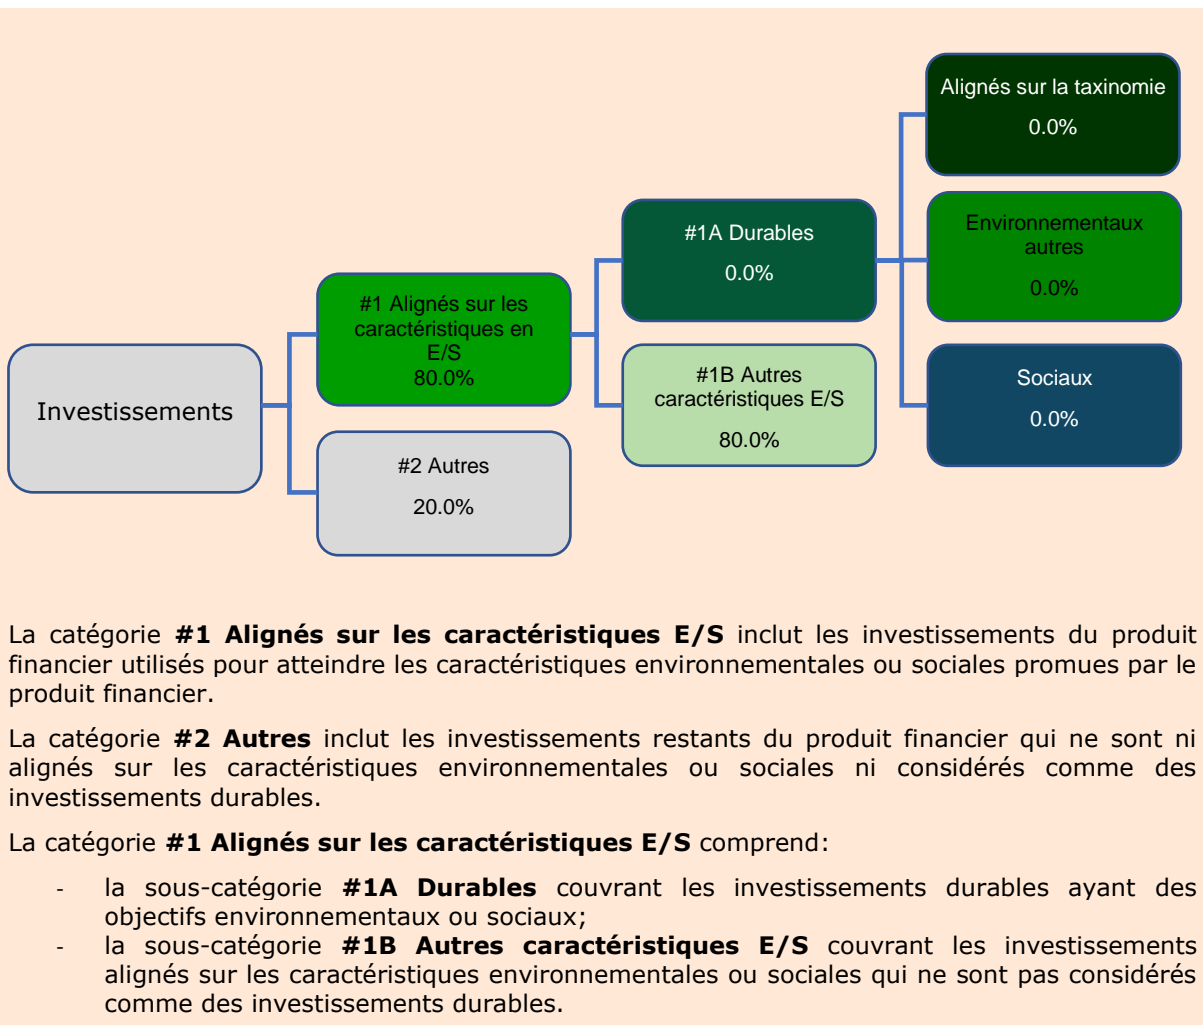 Alignés sur la taxinomie
0.0%
#1A Durables
0.0%
Environnementaux
autres
0.0%
#1 Alignés sur les
caractéristiques en
E/S
80.0%
Investissements
#1B Autres
caractéristiques E/S
80.0%
Sociaux
0.0%
#2 Autres
20.0%
La catégorie #1 Alignés sur les caractéristiques E/S inclut les investissements du produit
financier utilisés pour atteindre les caractéristiques environnementales ou sociales promues par le
produit financier.
La catégorie #2 Autres inclut les investissements restants du produit financier qui ne sont ni
alignés sur les caractéristiques environnementales ou sociales ni considérés comme des
investissements durables.
La catégorie #1 Alignés sur les caractéristiques E/S comprend:
- la sous-catégorie #1A Durables couvrant les investissements durables ayant des
objectifs environnementaux ou sociaux;
- la sous-catégorie #1B Autres caractéristiques E/S couvrant les investissements
alignés sur les caractéristiques environnementales ou sociales qui ne sont pas considérés
comme des investissements durables.